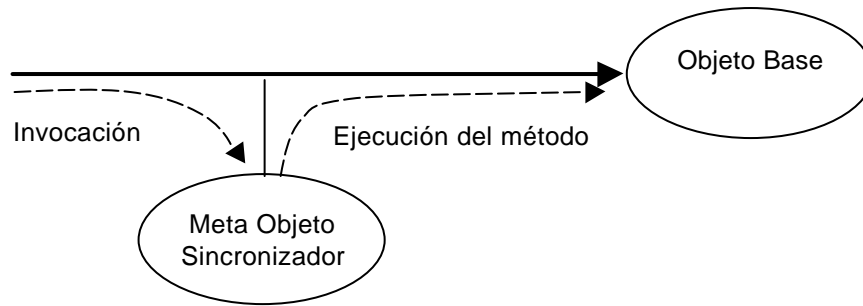 Objeto Base
Invocación
Ejecución del método
Meta Objeto
Sincronizador